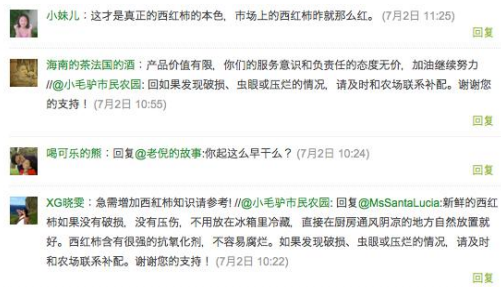 小妹儿：这才是真正的西红柿的本色，市场上的西红柿咋就那么红。 (7月2日 11:25)
回复
海南的茶法国的酒：产品价值有限，你们的服务意识和负责任的态度无价，加油继续努力
//@小毛驴市民农园: 回如果发现破损、虫眼或压烂的情况，请及时和农场联系补配。谢谢您
的支持！ (7月2日 10:55)
回复
喝可乐的熊：回复@老倪的故事:你起这么早干么？ (7月2日 10:24)
回复
XG晓雯：急需增加西红柿知识请参考! //@小毛驴市民农园: 回复@MsSantaLucia:新鲜的西红
柿如果没有破损，没有压伤，不用放在冰箱里冷藏，直接在厨房通风阴凉的地方自然放置就
好。西红柿含有很强的抗氧化剂，不容易腐烂。如果发现破损、虫眼或压烂的情况，请及时
和农场联系补配。谢谢您的支持！ (7月2日 10:22)
回复